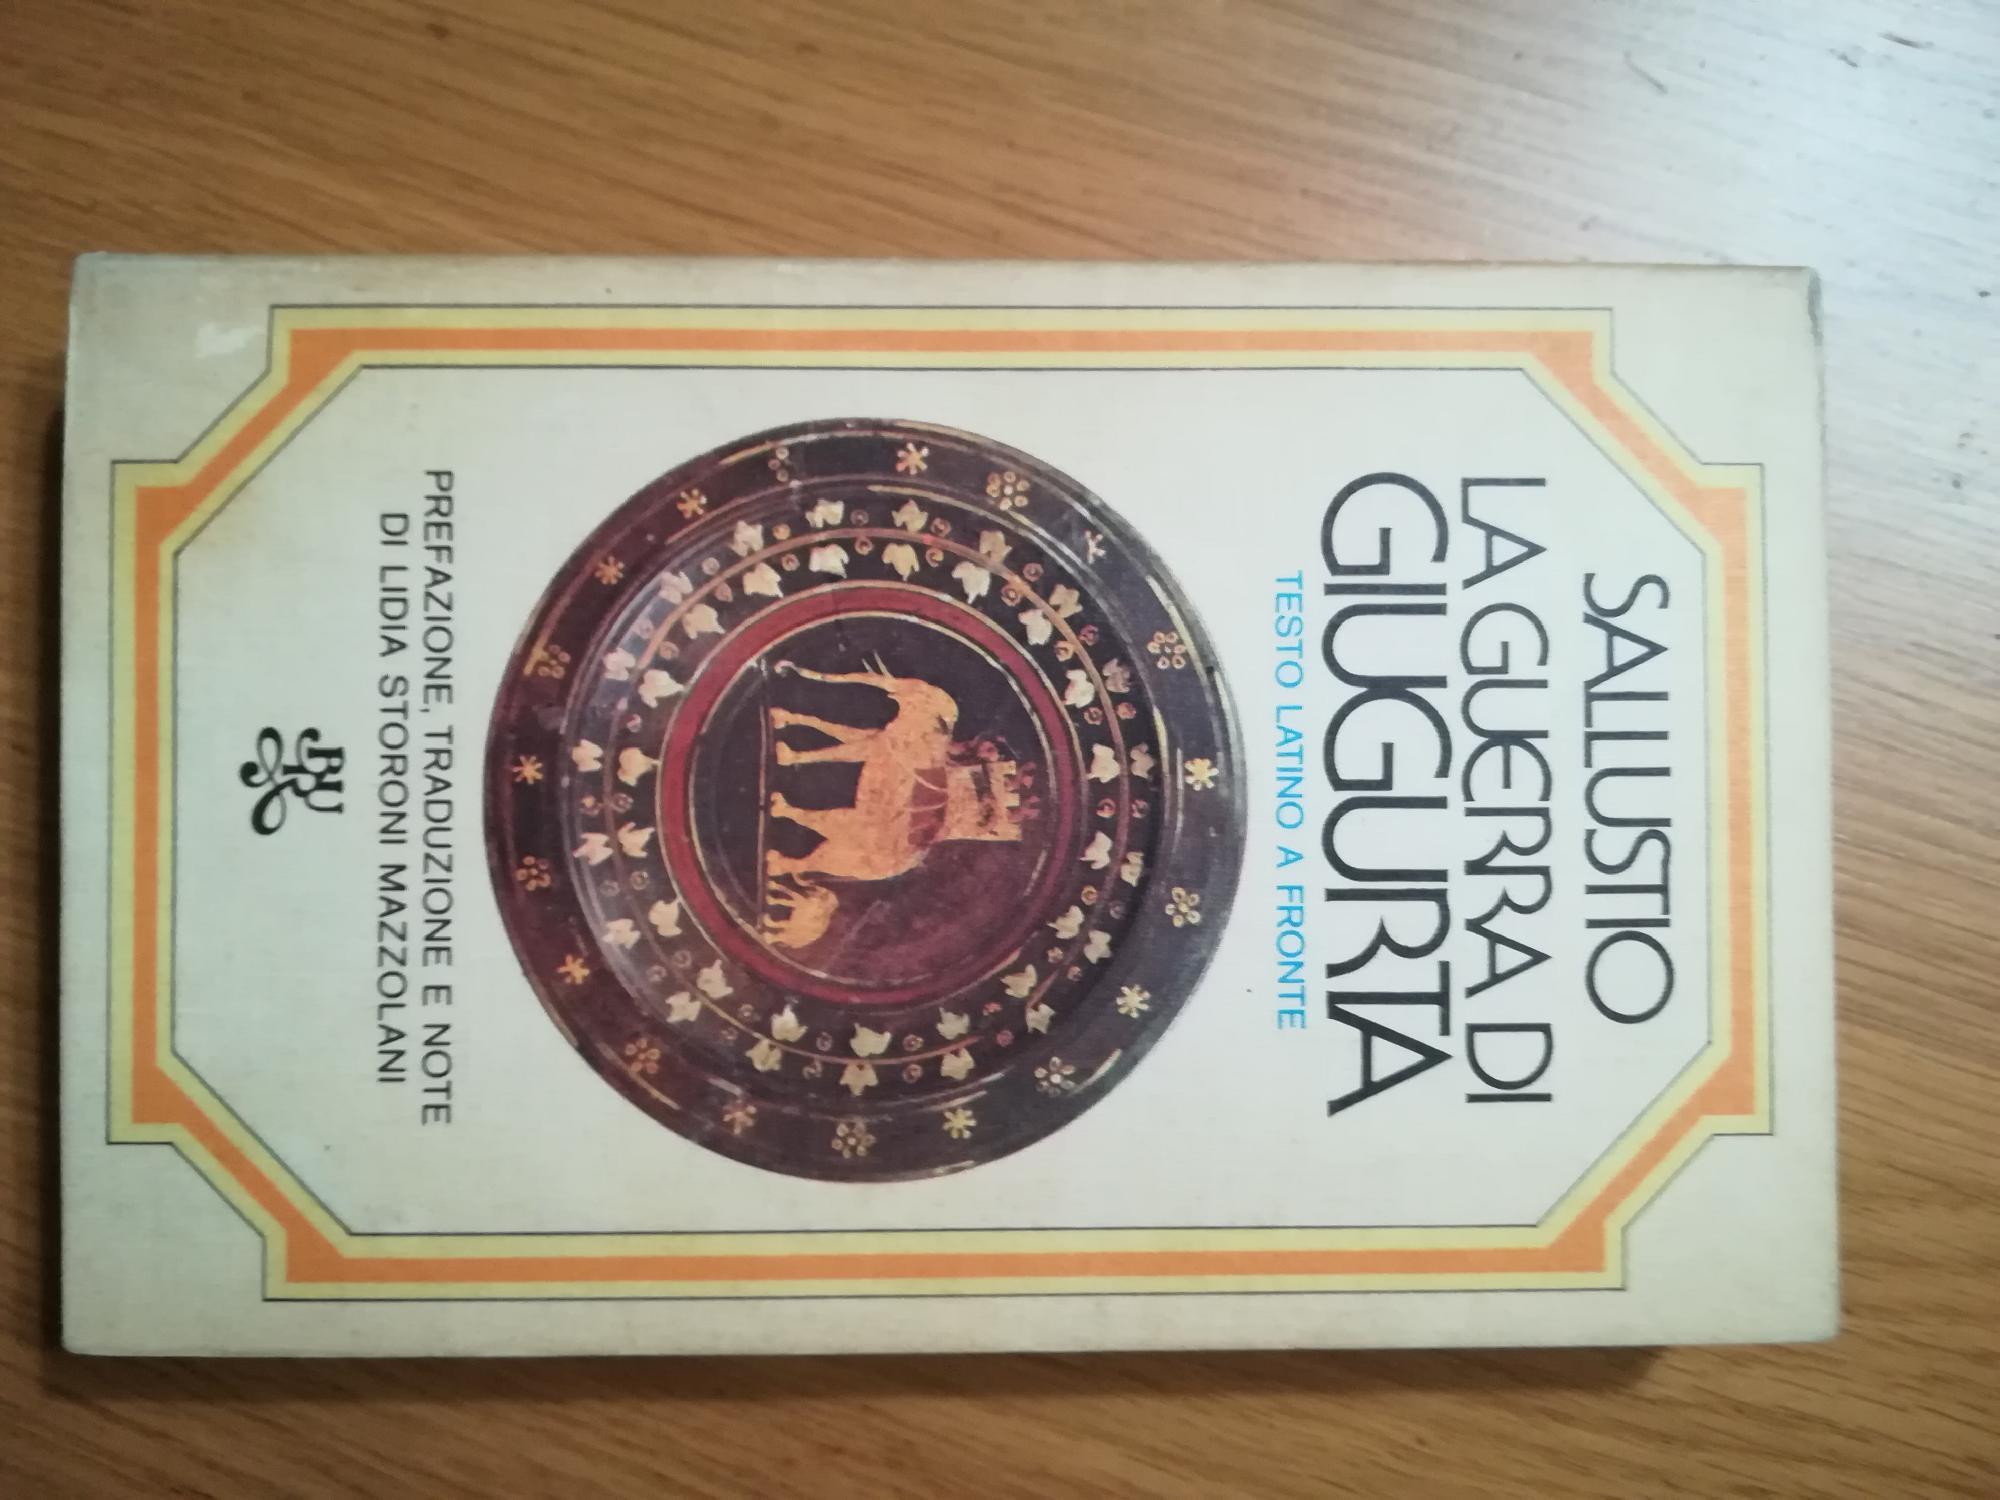 SALLUSTIO
LA GUERRA DI
GIUGURTA
TESTO LATINO A FRONTE
PREFAZIONE, TRADUZIONE E NOTE
DI LIDIA STORONI MAZZOLANI
BUR